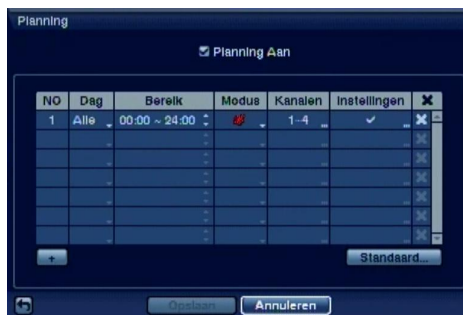 Planning
Planning Aan
NO Dag Bereik Modus Kanalen Instellingen
1 Alle 00:00 ~ 24:00 1~4
+ Standaard...
Opslaan Annuleren